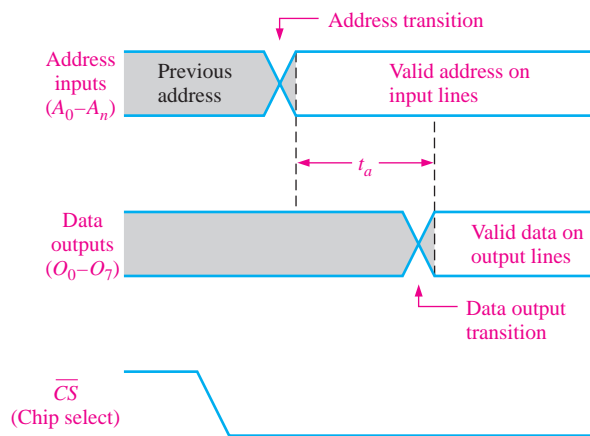 Address transition
Address
inputs
(A₀–Aₙ)
Previous
address
Valid address on
input lines
tₐ
Data
outputs
(O₀–O₇)
Valid data on
output lines
Data output
transition
C̅S̅
(Chip select)